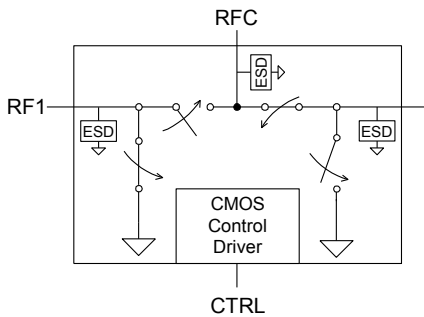 RFC
ESD
RF1
ESD
ESD
CMOS
Control
Driver
CTRL